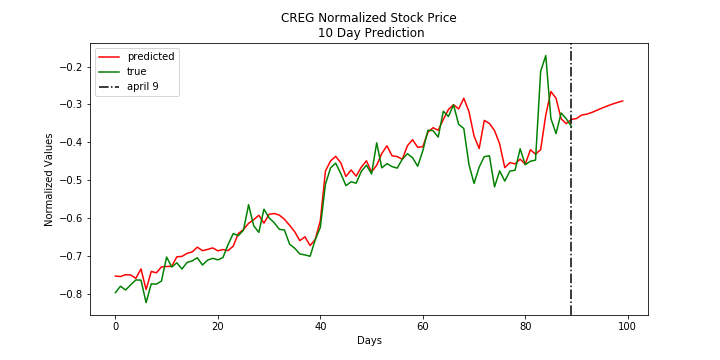 CREG Normalized Stock Price
10 Day Prediction
predicted
true
april 9
Normalized Values
−0.2
−0.3
−0.4
−0.5
−0.6
−0.7
−0.8
0 20 40 60 80 100
Days